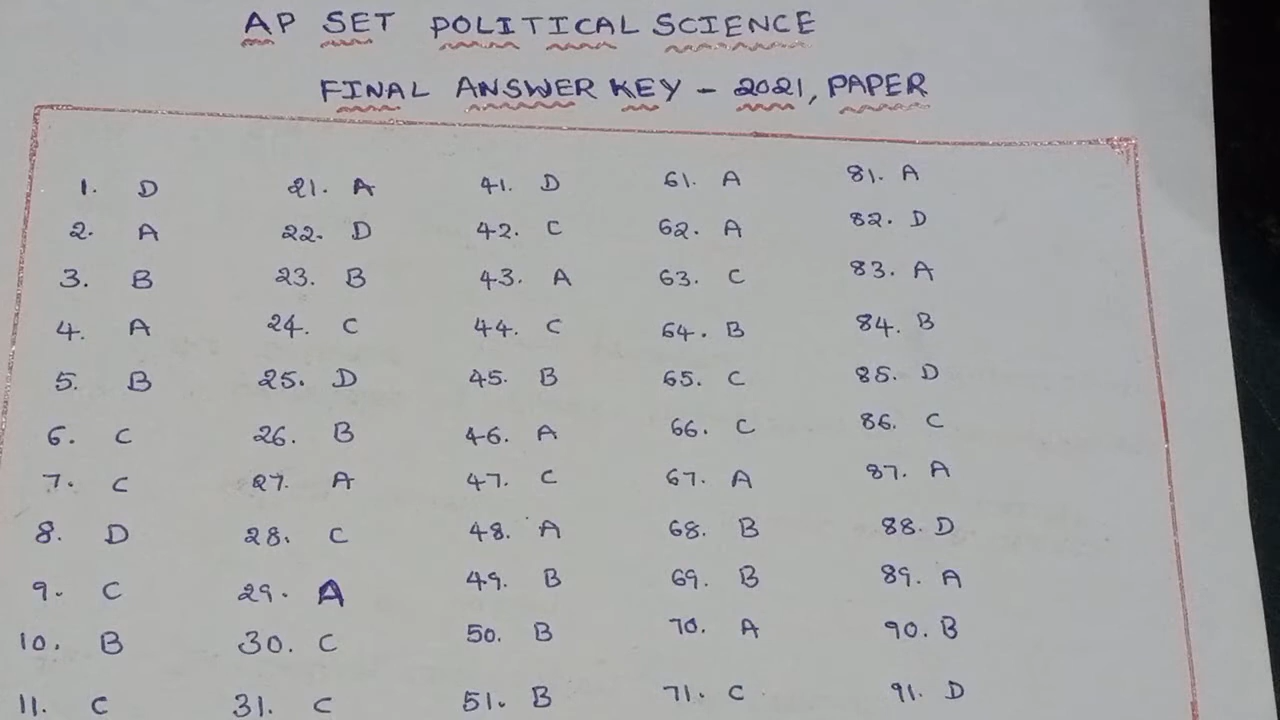 AP SET POLITICAL SCIENCE
FINAL ANSWER KEY - 2021, PAPER
1. D 21. A 41. D 61. A 81. A
2. A 22. D 42. C 62. A 82. D
3. B 23. B 43. A 63. C 83. A
4. A 24. C 44. C 64. B 84. B
5. B 25. D 45. B 65. C 85. D
6. C 26. B 46. A 66. C 86. C
7. C 27. A 47. C 67. A 87. A
8. D 28. C 48. A 68. B 88. D
9. C 29. A 49. B 69. B 89. A
10. B 30. C 50. B 70. A 90. B
11. C 31. C 51. B 71. C 91. D